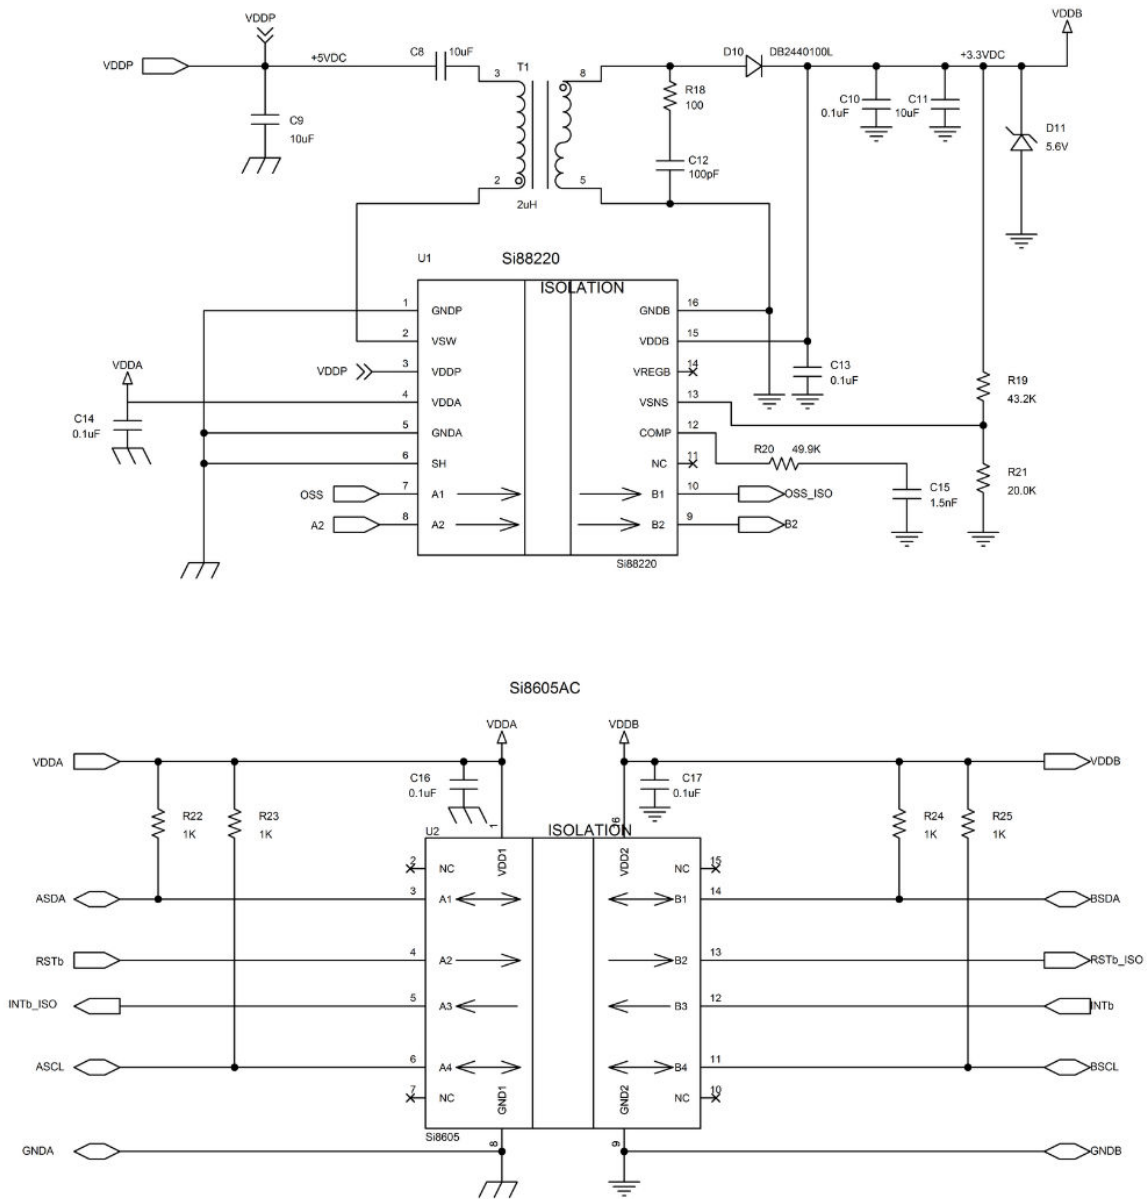 VDDP
VDDB
VDDP
+5VDC
C8
10uF
T1
D10
DB2440100L
+3.3VDC
3
8
C9
10uF
R18
100
C10
0.1uF
C11
10uF
D11
5.6V
C12
100pF
2
5
2uH
U1
Si88220
ISOLATION
1
GNDP
GNDB
16
2
VSW
VDDB
15
VDDP
3
VDDP
VREGB
14
C13
0.1uF
VDDA
4
VDDA
VSNS
13
R19
43.2K
C14
0.1uF
5
GNDA
COMP
12
R20
49.9K
6
SH
NC
11
R21
20.0K
OSS
7
A1
B1
10
OSS_ISO
C15
1.5nF
A2
8
A2
B2
9
B2
Si88220
Si8605AC
VDDA
VDDB
VDDA
VDDB
C16
0.1uF
C17
0.1uF
R22
1K
R23
1K
R24
1K
R25
1K
U2
1
ISOLATION
16
2
NC
VDD1
VDD2
NC
15
ASDA
3
A1
B1
14
BSDA
RSTb
4
A2
B2
13
RSTb_ISO
INTb_ISO
5
A3
B3
12
INTb
ASCL
6
A4
B4
11
BSCL
7
NC
GND1
GND2
NC
10
Si8605
8
9
GNDA
GNDB